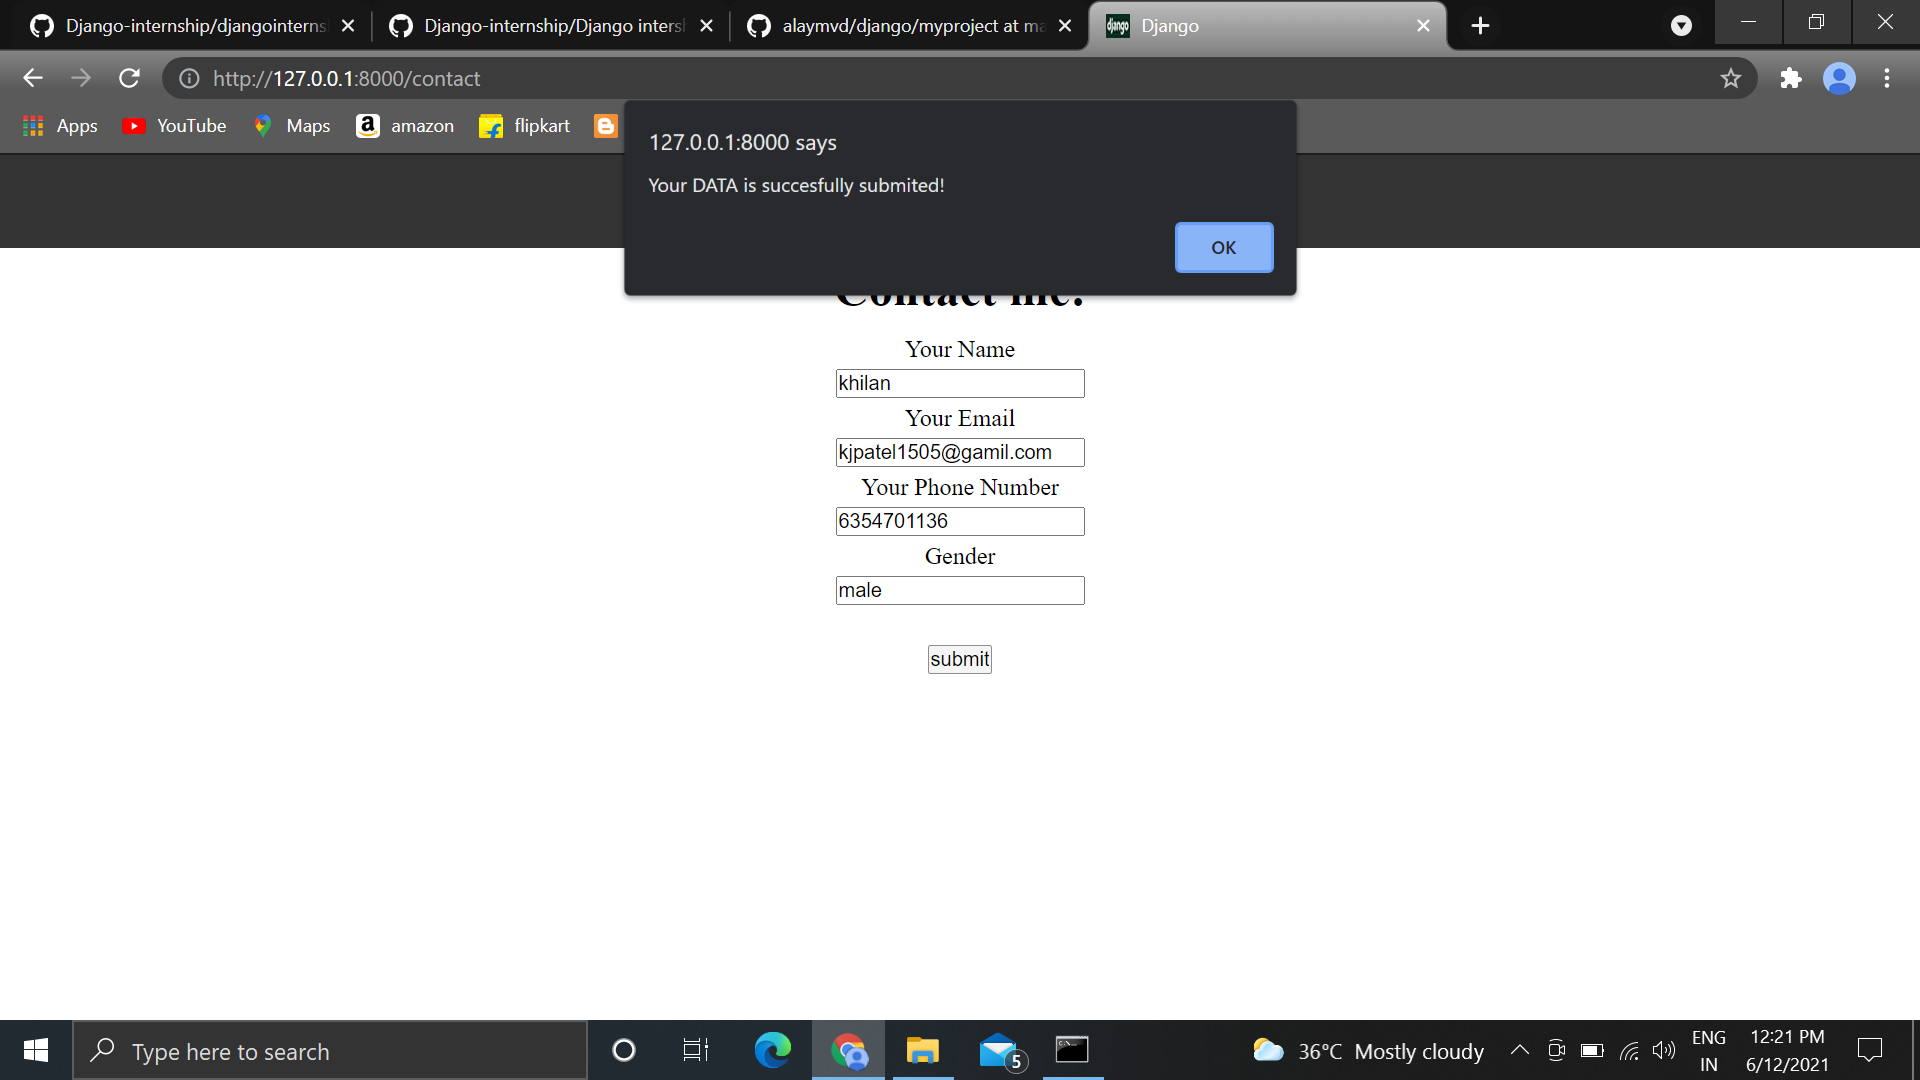 Django-internship/djangointerns
Django-internship/Django inters
alaymvd/django/myproject at ma
Django
http://127.0.0.1:8000/contact
Apps
YouTube
Maps
amazon
flipkart
127.0.0.1:8000 says
Your DATA is succesfully submited!
OK
Contact me!
Your Name
khilan
Your Email
kjpatel1505@gamil.com
Your Phone Number
6354701136
Gender
male
submit
Type here to search
5
36°C Mostly cloudy
ENG
IN
12:21 PM
6/12/2021